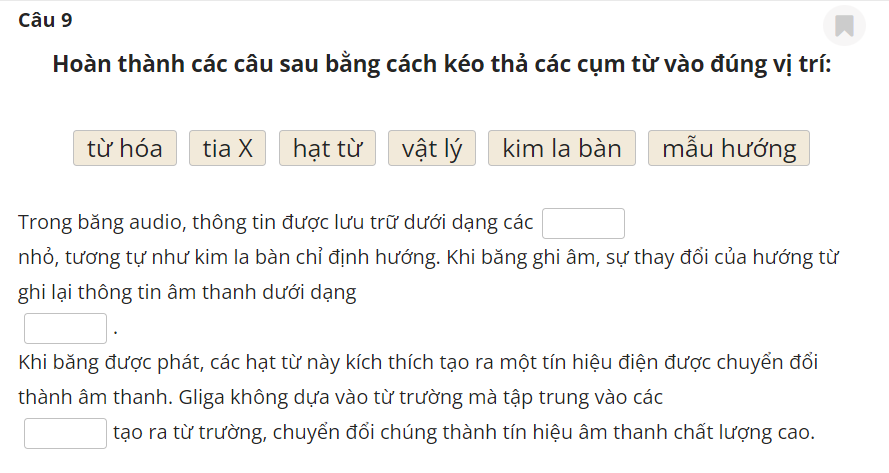 Câu 9
Hoàn thành các câu sau bằng cách kéo thả các cụm từ vào đúng vị trí:
từ hóa tia X hạt từ vật lý kim la bàn mẫu hướng
Trong băng audio, thông tin được lưu trữ dưới dạng các
nhỏ, tương tự như kim la bàn chỉ định hướng. Khi băng ghi âm, sự thay đổi của hướng từ
ghi lại thông tin âm thanh dưới dạng
.
Khi băng được phát, các hạt từ này kích thích tạo ra một tín hiệu điện được chuyển đổi
thành âm thanh. Gliga không dựa vào từ trường mà tập trung vào các
tạo ra từ trường, chuyển đổi chúng thành tín hiệu âm thanh chất lượng cao.